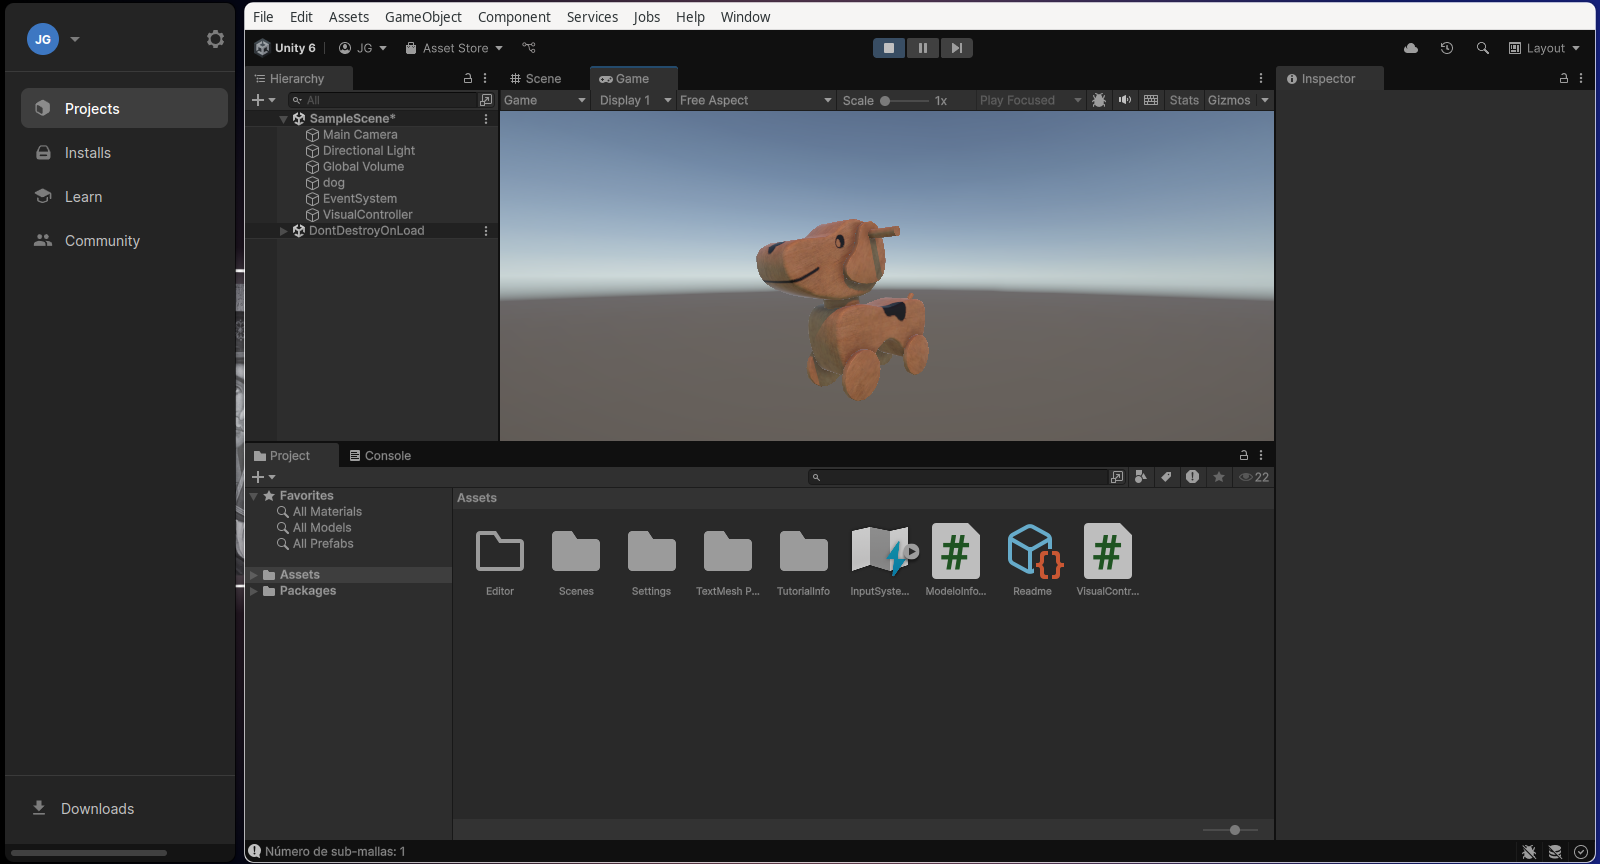 JG
Projects
Installs
Learn
Community
Downloads
File Edit Assets GameObject Component Services Jobs Help Window
Unity 6 JG Asset Store Layout
Hierarchy
All
SampleScene*
Main Camera
Directional Light
Global Volume
dog
EventSystem
VisualController
DontDestroyOnLoad
Scene Game
Game Display 1 Free Aspect Scale 1x Play Focused Stats Gizmos
Inspector
Project Console
22
Favorites
All Materials
All Models
All Prefabs
Assets
Packages
Assets
Editor Scenes Settings TextMesh P... TutorialInfo InputSyste... ModeloInfo... Readme VisualContr...
Número de sub-mallas: 1